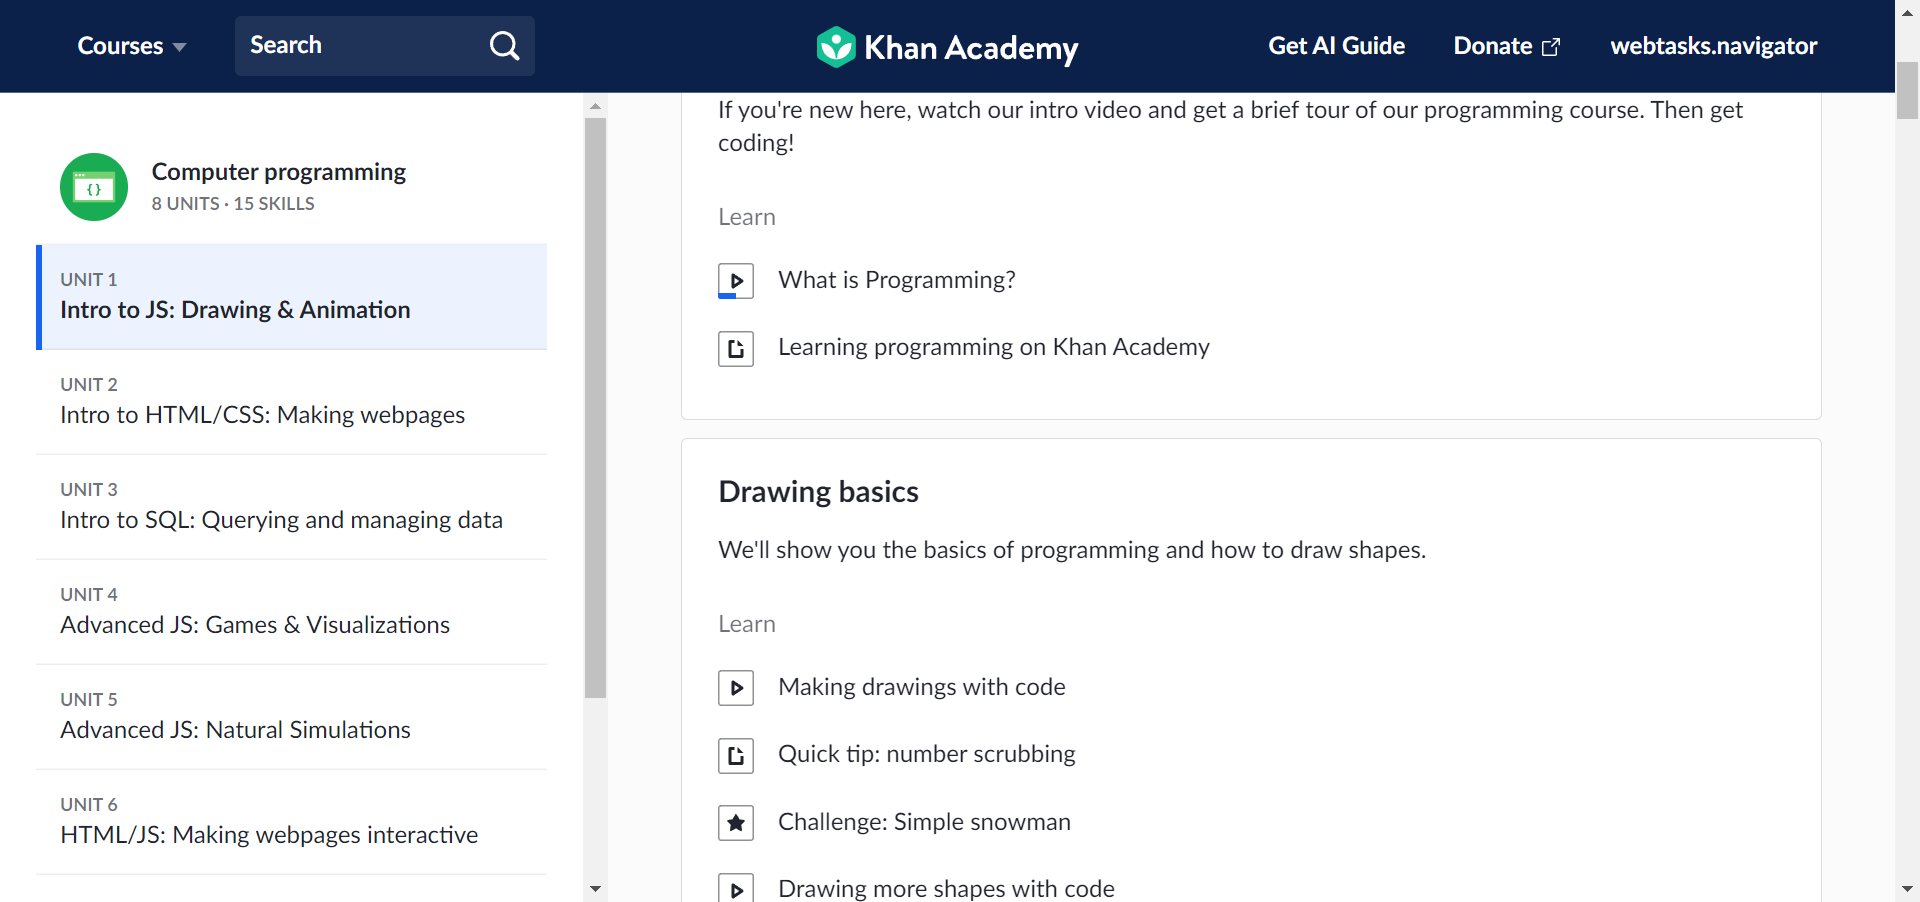 Courses
Search
Khan Academy
Get AI Guide
Donate
webtasks.navigator
Computer programming
8 UNITS · 15 SKILLS
UNIT 1
Intro to JS: Drawing & Animation
UNIT 2
Intro to HTML/CSS: Making webpages
UNIT 3
Intro to SQL: Querying and managing data
UNIT 4
Advanced JS: Games & Visualizations
UNIT 5
Advanced JS: Natural Simulations
UNIT 6
HTML/JS: Making webpages interactive
If you're new here, watch our intro video and get a brief tour of our programming course. Then get
coding!
Learn
What is Programming?
Learning programming on Khan Academy
Drawing basics
We'll show you the basics of programming and how to draw shapes.
Learn
Making drawings with code
Quick tip: number scrubbing
Challenge: Simple snowman
Drawing more shapes with code